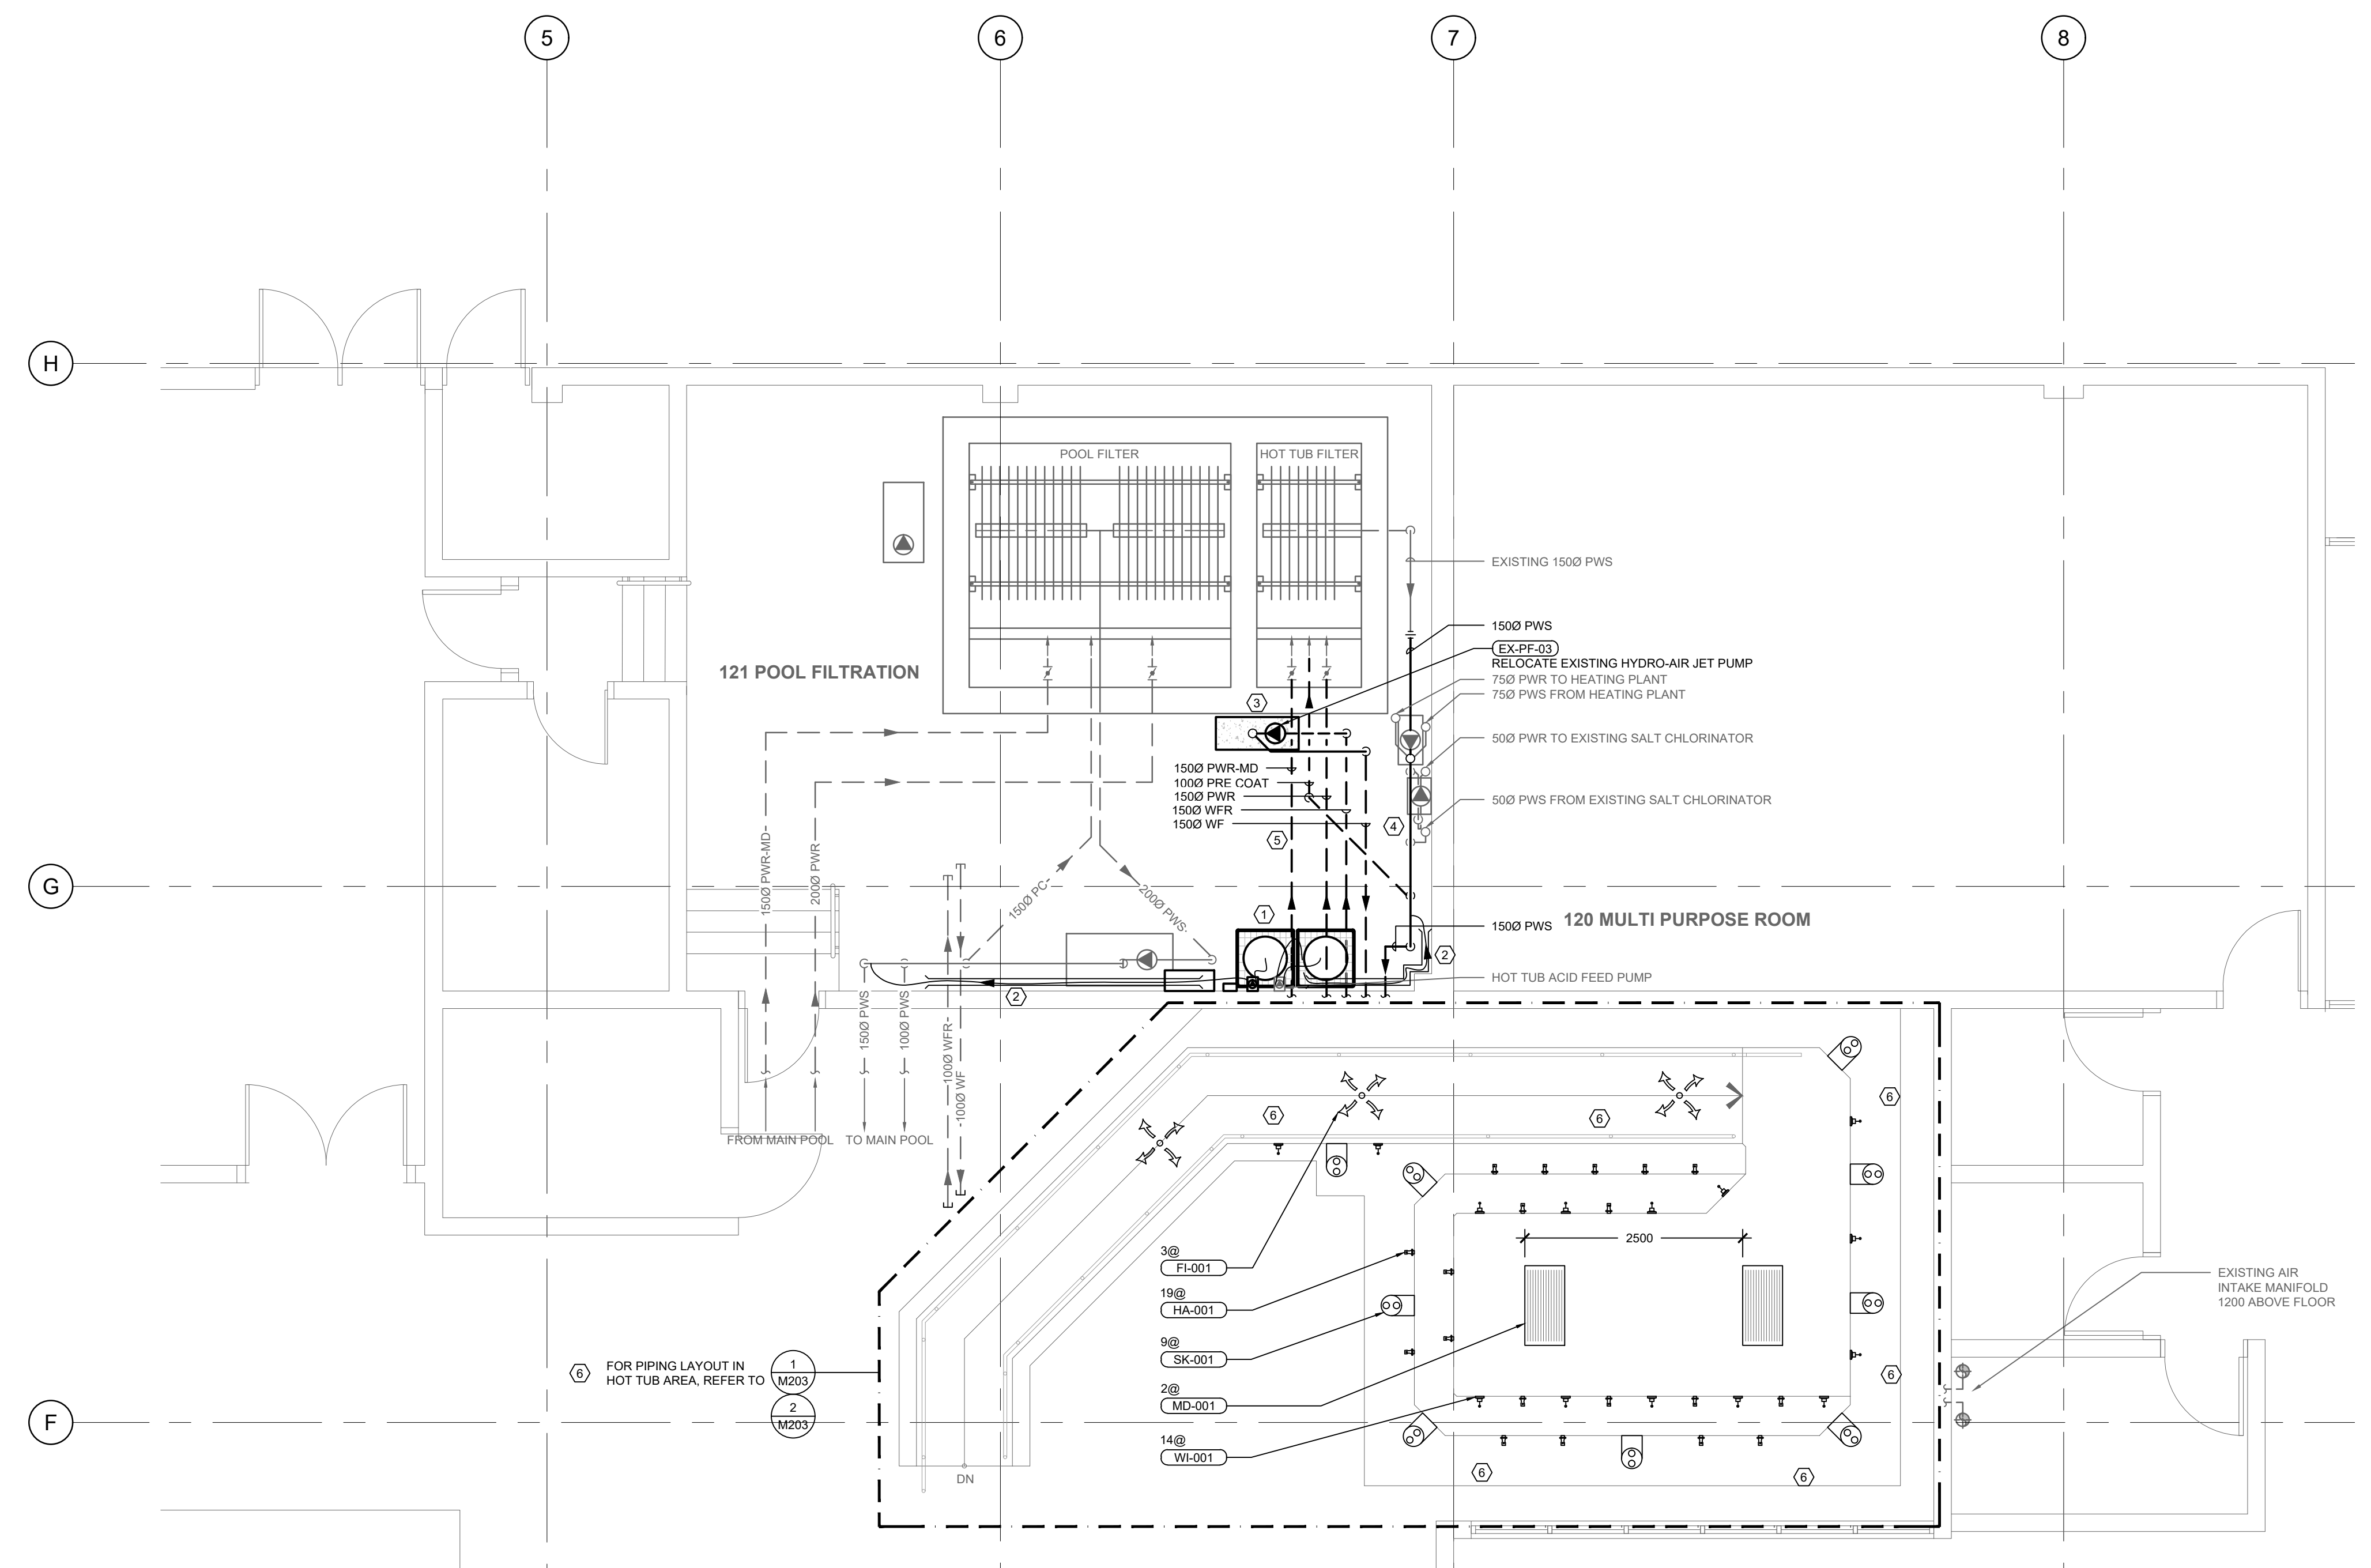 5
6
7
8
H
POOL FILTER
HOT TUB FILTER
EXISTING 150Ø PWS
150Ø PWS
EX-PF-03
RELOCATE EXISTING HYDRO-AIR JET PUMP
121 POOL FILTRATION
75Ø PWR TO HEATING PLANT
75Ø PWS FROM HEATING PLANT
3
50Ø PWR TO EXISTING SALT CHLORINATOR
150Ø PWR-MD
100Ø PRE COAT
150Ø PWR
150Ø WFR
150Ø WF
50Ø PWS FROM EXISTING SALT CHLORINATOR
4
5
150Ø PWR-MD
200Ø PWR
G
150Ø PC
200Ø PWS
1
120 MULTI PURPOSE ROOM
150Ø PWS
2
HOT TUB ACID FEED PUMP
2
150Ø PWS
100Ø PWS
100Ø WFR
100Ø WF
6
6
6
FROM MAIN POOL
TO MAIN POOL
2500
3@
FI-001
19@
HA-001
9@
SK-001
2@
MD-001
14@
WI-001
EXISTING AIR
INTAKE MANIFOLD
1200 ABOVE FLOOR
6
FOR PIPING LAYOUT IN
HOT TUB AREA, REFER TO
1
M203
2
M203
6
F
6
6
DN